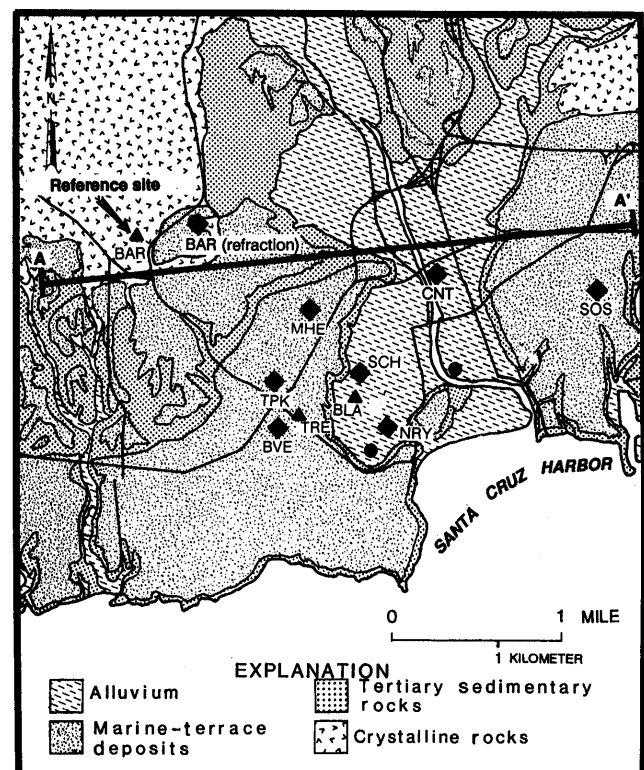 N
Reference site
BAR
BAR (refraction)
A
A'
CNT
SOS
MHE
SCH
TPK
BLA
TRE
BVE
NRY
SANTA CRUZ HARBOR
0 1 MILE
1 KILOMETER
EXPLANATION
Alluvium
Tertiary sedimentary rocks
Marine-terrace deposits
Crystalline rocks